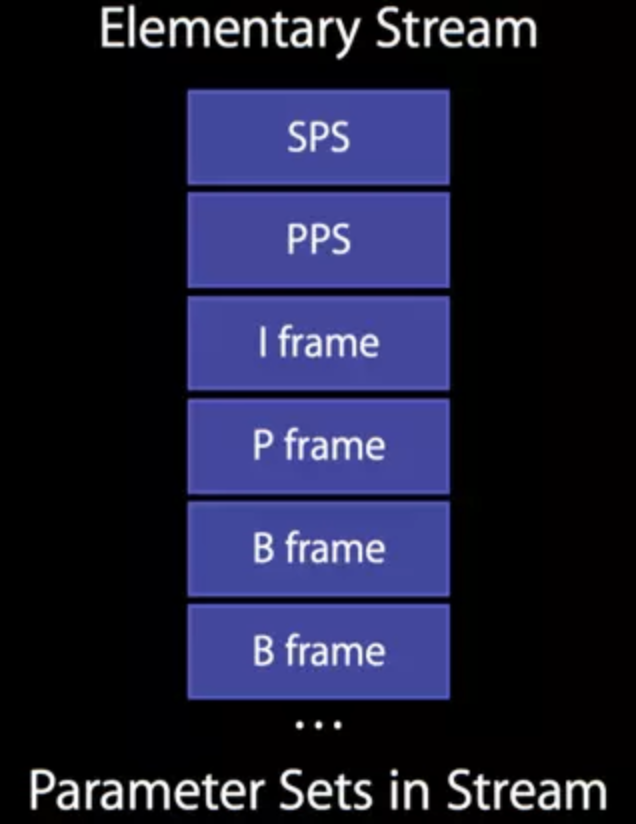 Elementary Stream
SPS
PPS
I frame
P frame
B frame
B frame
...
Parameter Sets in Stream